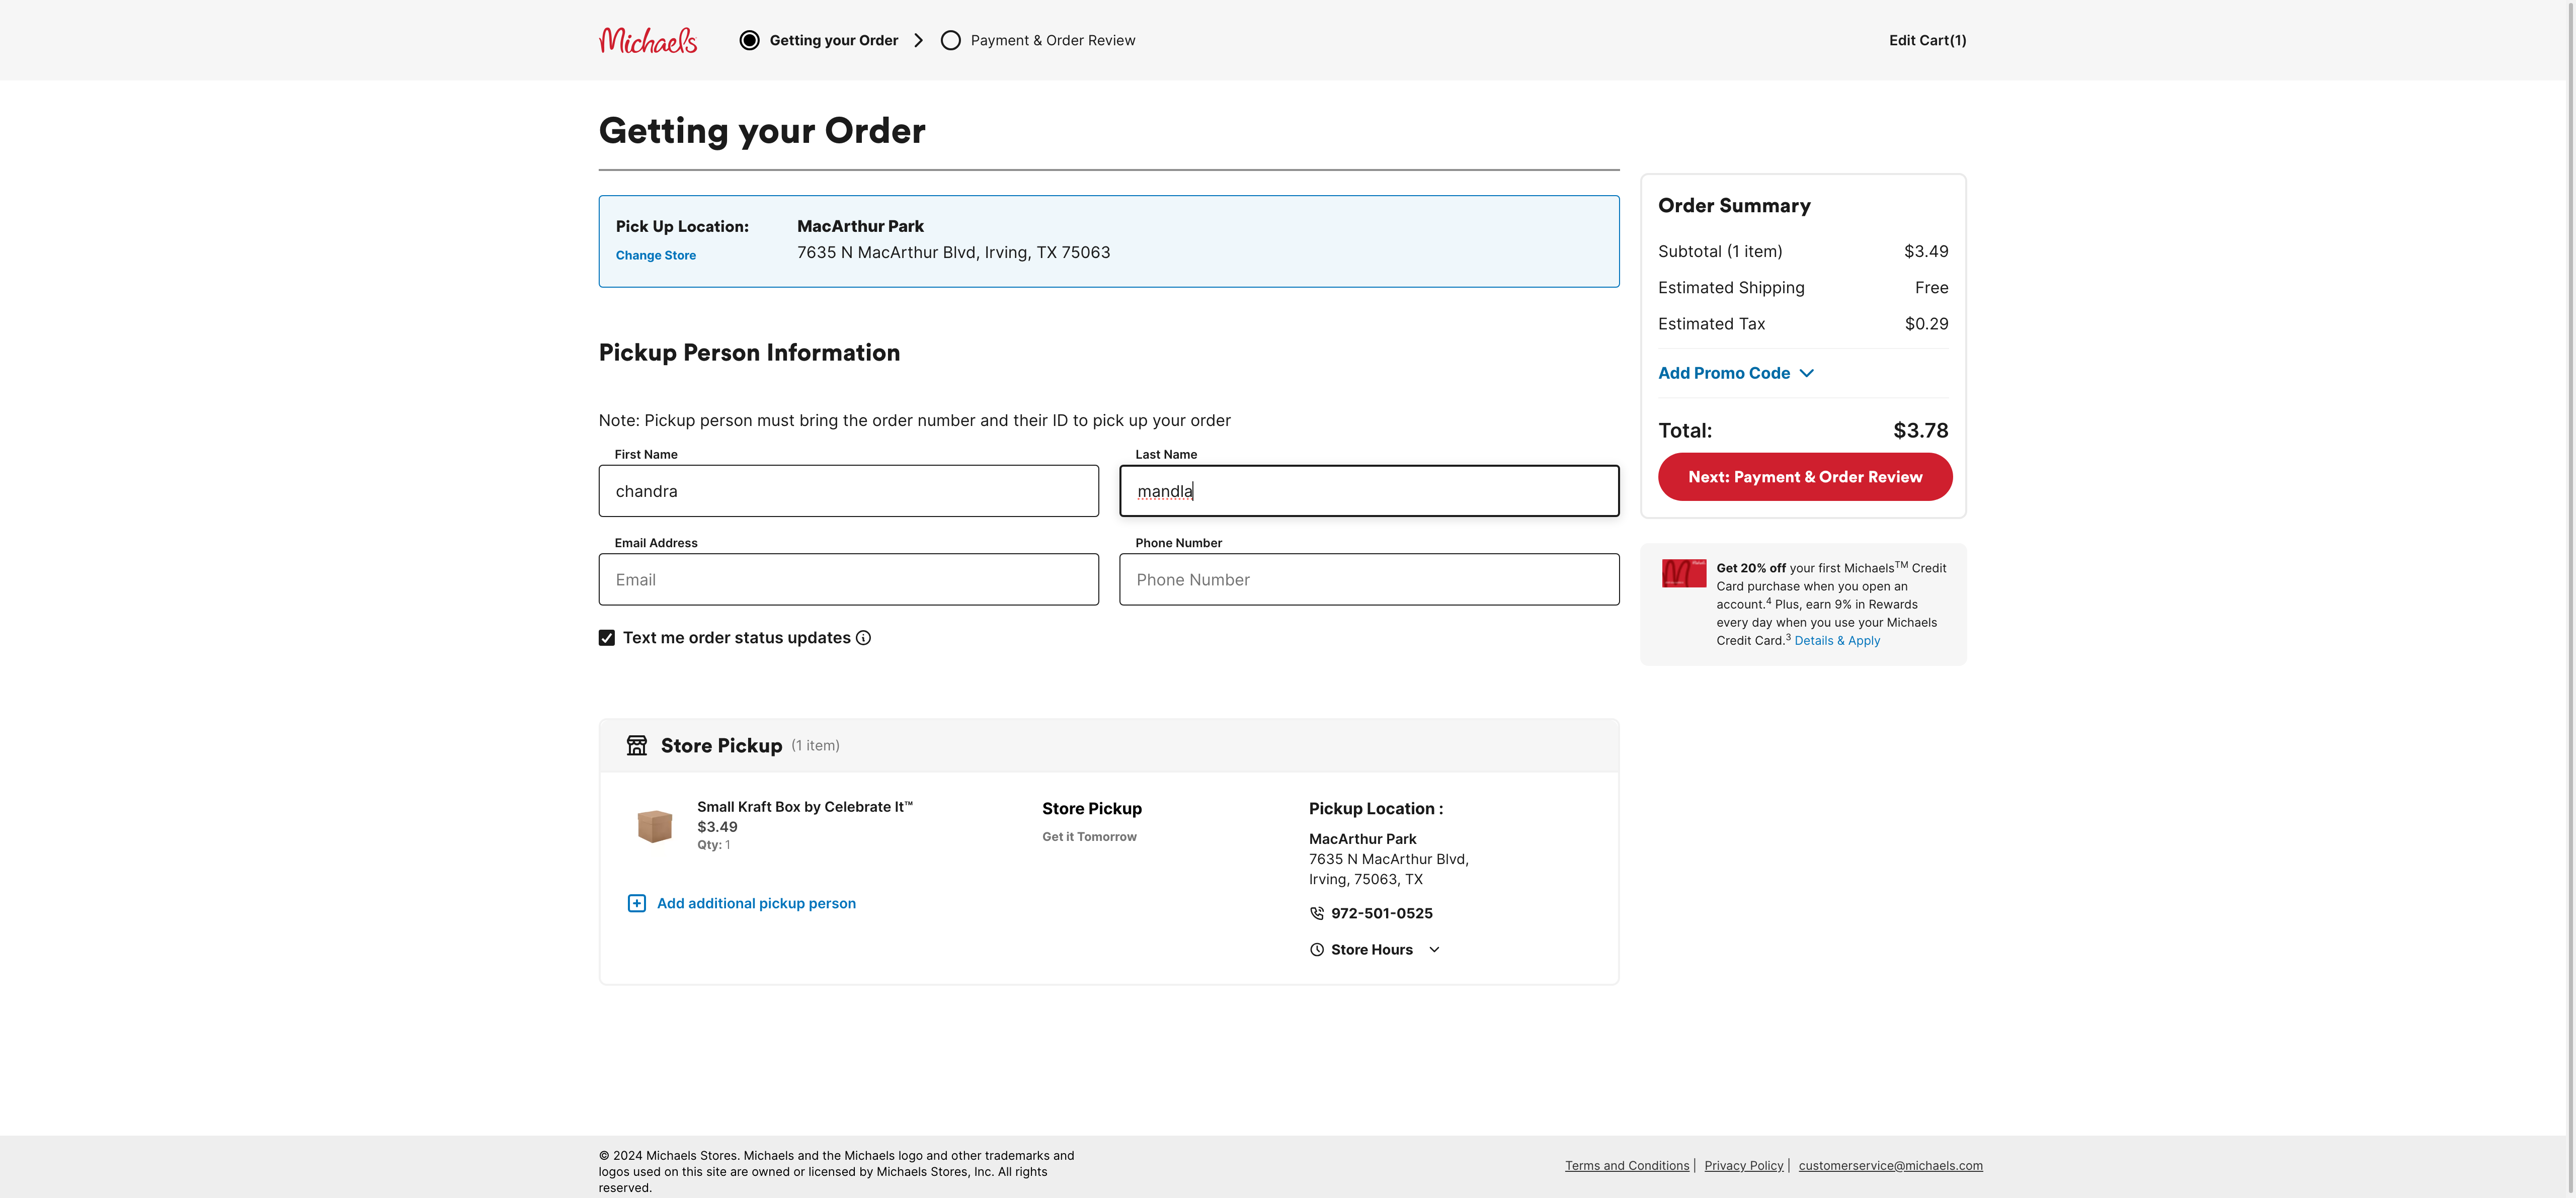 Michaels
Getting your Order
Payment & Order Review
Edit Cart(1)
Getting your Order
Pick Up Location:
Change Store
MacArthur Park
7635 N MacArthur Blvd, Irving, TX 75063
Pickup Person Information
Note: Pickup person must bring the order number and their ID to pick up your order
First Name
Last Name
chandra
mandla
Email Address
Phone Number
Email
Phone Number
Text me order status updates
Order Summary
Subtotal (1 item) $3.49
Estimated Shipping Free
Estimated Tax $0.29
Add Promo Code
Total: $3.78
Next: Payment & Order Review
Get 20% off your first Michaels™ Credit
Card purchase when you open an
account.⁴ Plus, earn 9% in Rewards
every day when you use your Michaels
Credit Card.³ Details & Apply
Store Pickup (1 item)
Small Kraft Box by Celebrate It™
$3.49
Qty: 1
Add additional pickup person
Store Pickup
Get it Tomorrow
Pickup Location :
MacArthur Park
7635 N MacArthur Blvd,
Irving, 75063, TX
972-501-0525
Store Hours
© 2024 Michaels Stores. Michaels and the Michaels logo and other trademarks and
logos used on this site are owned or licensed by Michaels Stores, Inc. All rights
reserved.
Terms and Conditions | Privacy Policy | customerservice@michaels.com